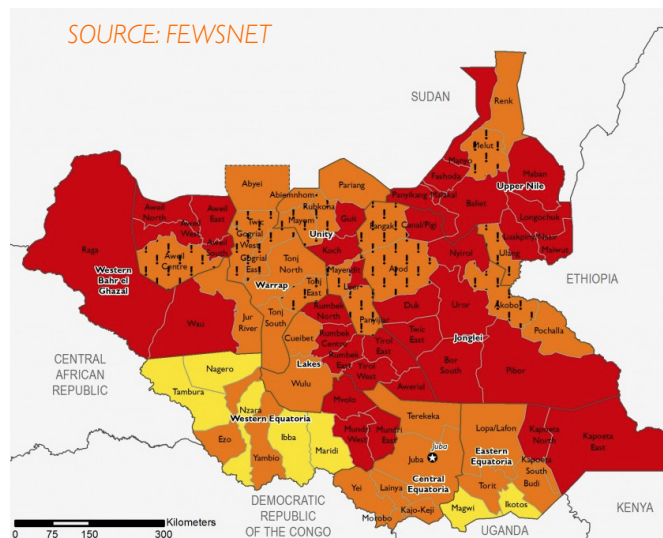 SOURCE: FEWSNET
SUDAN
Renk
Melut
Manyo
Fashoda
Maban
Upper Nile
Abyei
Pariang
Abiemnhom
Rubkona
Panyikang
Malakal
Baliet
Longochuk
Aweil North
Aweil East
Aweil West
Twic
Mayom
Guit
Fangak
Canal/Pigi
Luakpiny/Nasir
Maiwut
Unity
Gogrial West
Aweil South
Aweil Centre
Raga
Koch
Nyirol
Ulang
Gogrial East
Tonj North
Mayendit
Ayod
ETHIOPIA
Western Bahr el Ghazal
Warrap
Tonj East
Leer
Akobo
Panyijiar
Duk
Uror
Rumbek North
Wau
Jur River
Tonj South
Pochalla
Twic East
Cueibet
Rumbek Center
Yirol East
Jonglei
CENTRAL AFRICAN REPUBLIC
Lakes
Rumbek East
Yirol West
Bor South
Pibor
Nagero
Wulu
Awerial
Tambura
Mvolo
Nzara
Western Equatoria
Terekeka
Ezo
Yambio
Ibba
Maridi
Mundri West
Mundri East
Lopa/Lafon
Kapoeta North
Kapoeta East
Juba
Juba
Eastern Equatoria
Kapoeta South
Budi
Yei
Lainya
Central Equatoria
Torit
Ikotos
Magwi
Morobo
Kajo-Keji
DEMOCRATIC REPUBLIC OF THE CONGO
UGANDA
KENYA
Kilometers
0 75 150 300